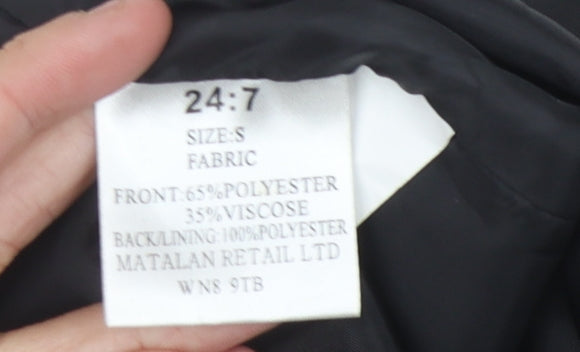 24:7
SIZE:S
FABRIC
FRONT:65%POLYESTER
35%VISCOSE
BACK/LINING:100%POLYESTER
MATALAN RETAIL LTD
WN8 9TB